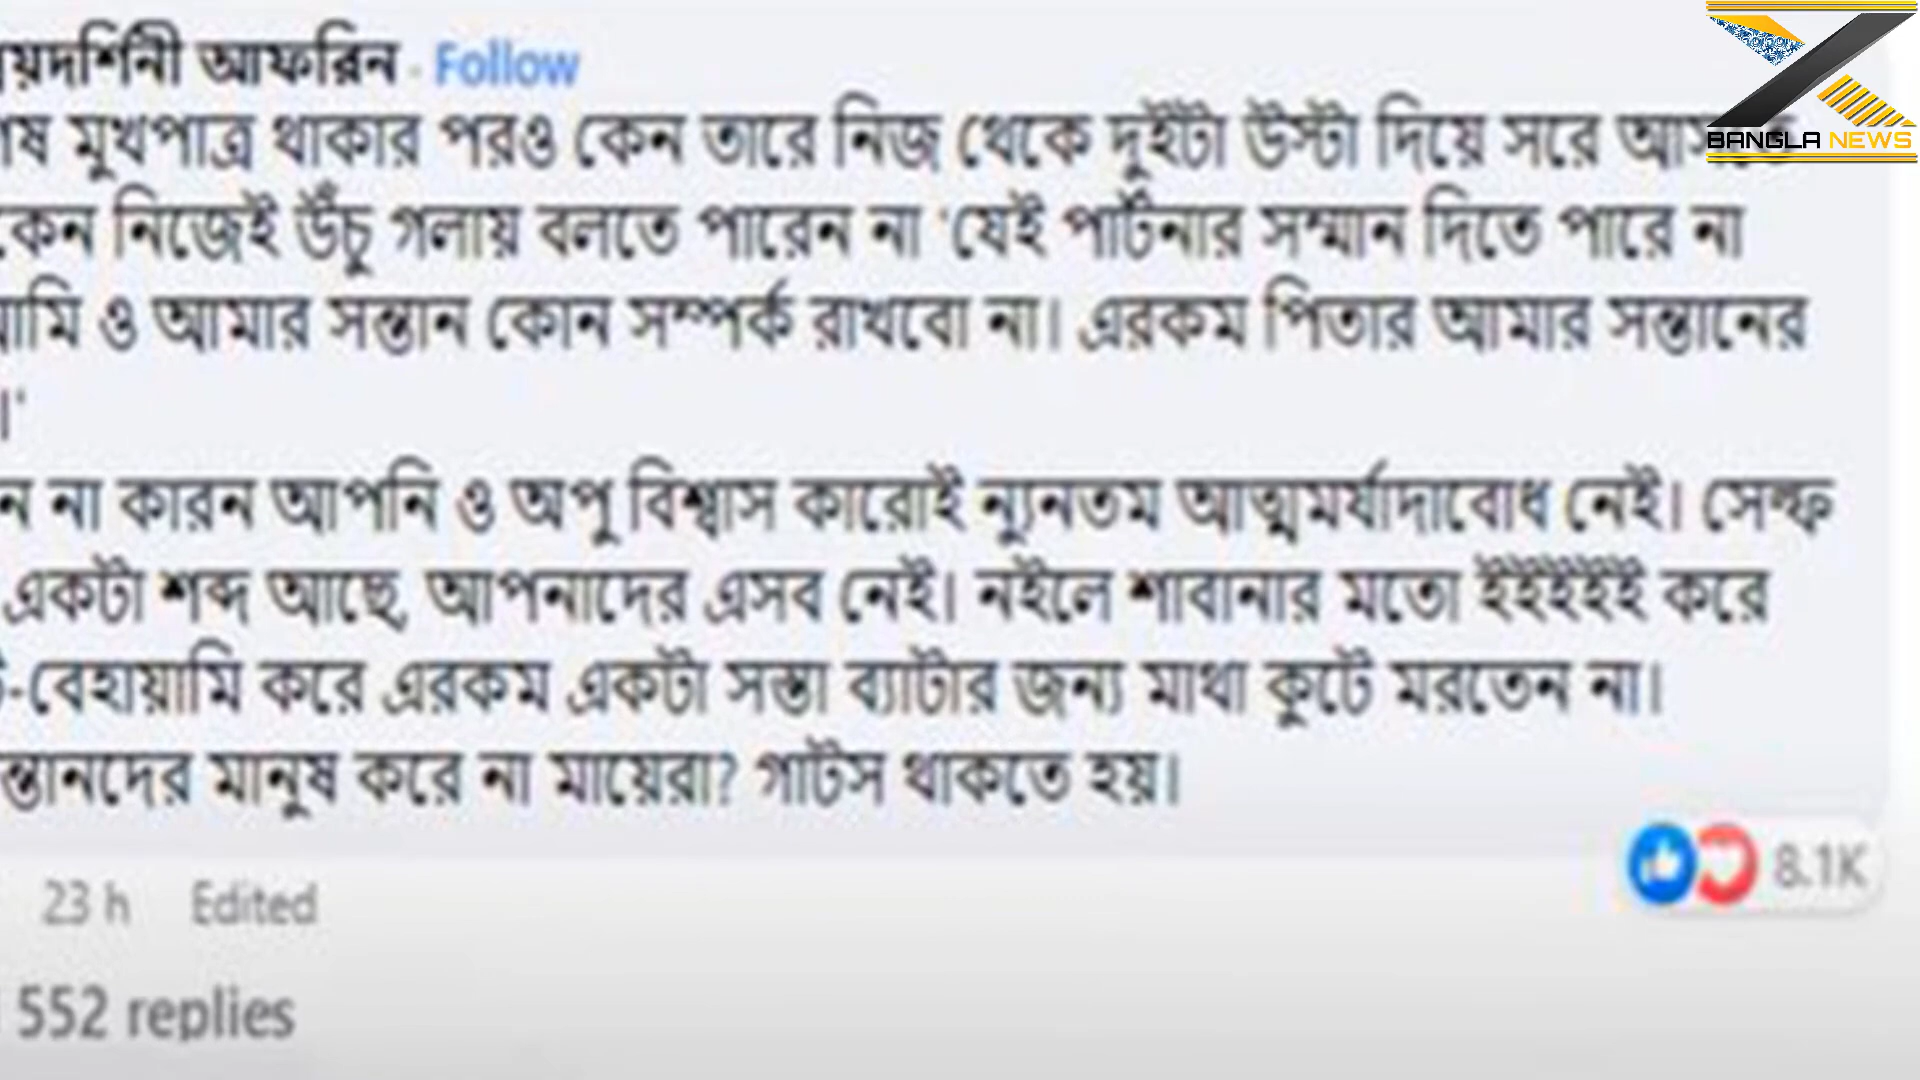 য়দর্শিনী আফরিন · Follow
ষ মুখপাত্র থাকার পরও কেন তারে নিজ থেকে দুইটা উস্টা দিয়ে সরে
কেন নিজেই উঁচু গলায় বলতে পারেন না 'যেই পার্টনার সম্মান দিতে পারে না
আমি ও আমার সন্তান কোন সম্পর্ক রাখবো না। এরকম পিতার আমার সন্তানের
।'
ন না কারন আপনি ও অপু বিশ্বাস কারোই ন্যুনতম আত্মমর্যাদাবোধ নেই। সেল্ফ
একটা শব্দ আছে, আপনাদের এসব নেই। নইলে শাবানার মতো ইইইইই করে
-বেহায়ামি করে এরকম একটা সস্তা ব্যাটার জন্য মাথা কুটে মরতেন না।
ন্তানদের মানুষ করে না মায়েরা? গাটস থাকতে হয়।
8.1K
23 h Edited
552 replies
BANGLA NEWS